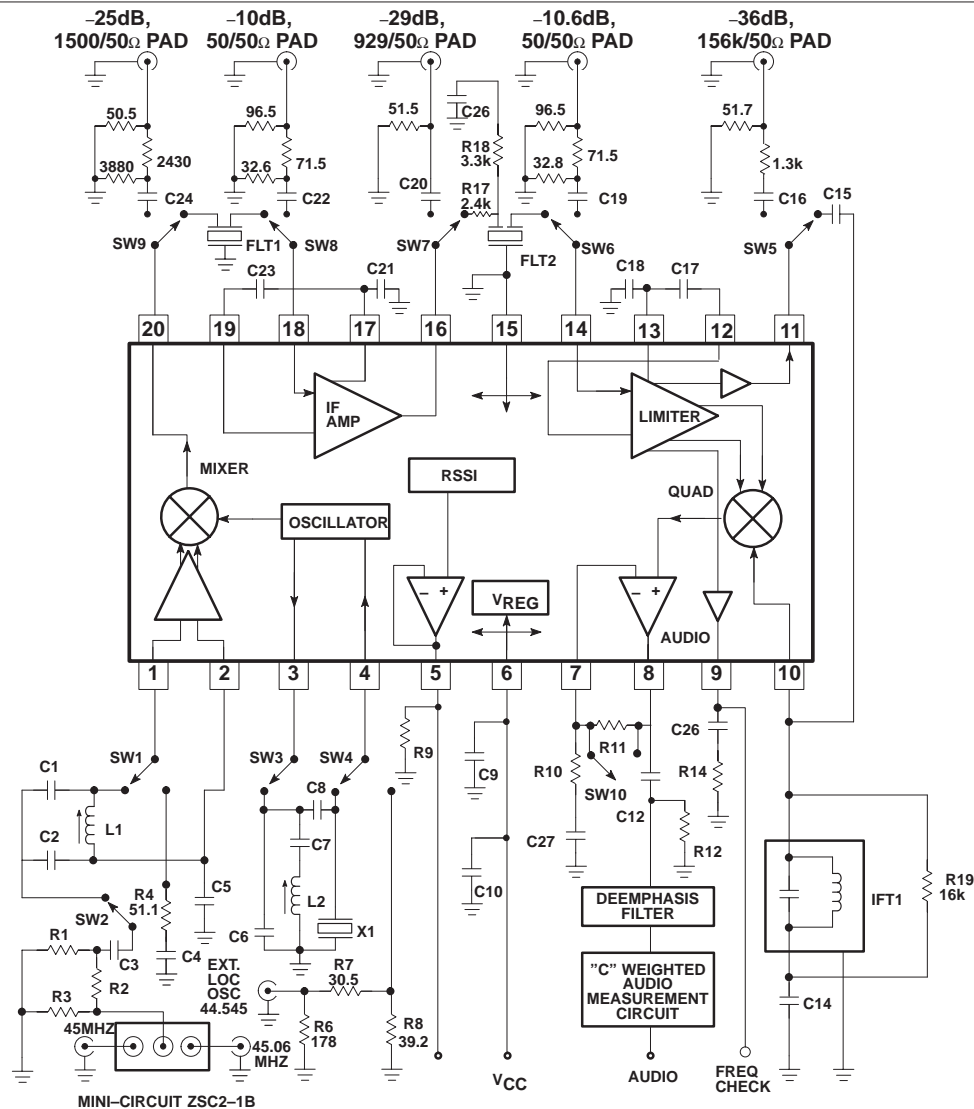 –25dB, –10dB, –29dB, –10.6dB, –36dB,
1500/50Ω PAD 50/50Ω PAD 929/50Ω PAD 50/50Ω PAD 156k/50Ω PAD
50.5 96.5 51.5 C26 96.5 51.7
R18
3.3k
2430 71.5 71.5 1.3k
3880 32.6 32.8
C24 C22 C20 R17 C19 C16 C15
2.4k
SW9 FLT1 SW8 SW7 FLT2 SW6 SW5
C23 C21 C18 C17
20 19 18 17 16 15 14 13 12 11
IF
AMP
LIMITER
MIXER
RSSI
QUAD
OSCILLATOR
– + VREG – +
AUDIO
1 2 3 4 5 6 7 8 9 10
SW1 SW3 SW4 R9 R11 C26
C1 C8 C9 R10 SW10 R14
L1 C7 C12
C2 C27 R12
C5 L2 C10
R4
51.1
SW2 C6 X1
DEEMPHASIS
FILTER
IFT1
R19
16k
R1 C3 C4
R2
R3
EXT.
LOC
OSC
44.545
R7
30.5
R6
178
R8
39.2
"C" WEIGHTED
AUDIO
MEASUREMENT
CIRCUIT
C14
45MHZ 45.06
MHZ
VCC AUDIO FREQ
CHECK
MINI–CIRCUIT ZSC2–1B